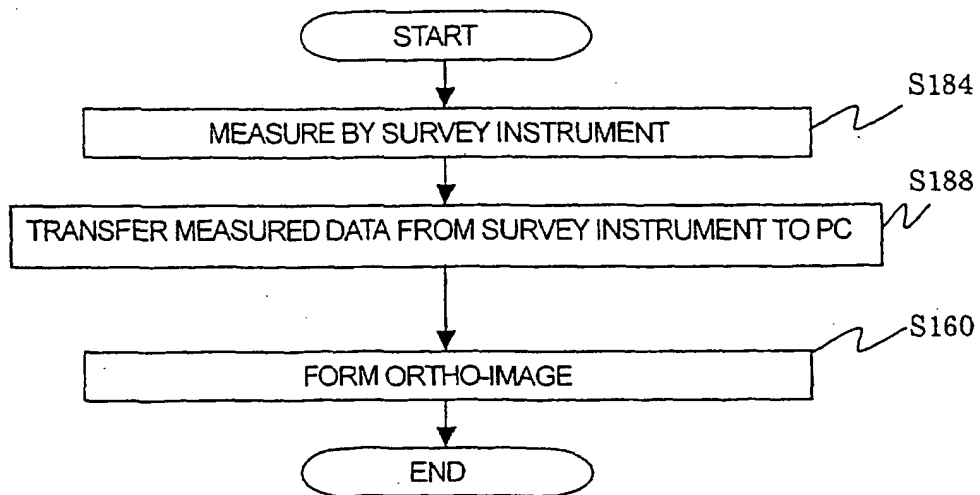 START
S184
MEASURE BY SURVEY INSTRUMENT
S188
TRANSFER MEASURED DATA FROM SURVEY INSTRUMENT TO PC
S160
FORM ORTHO-IMAGE
END